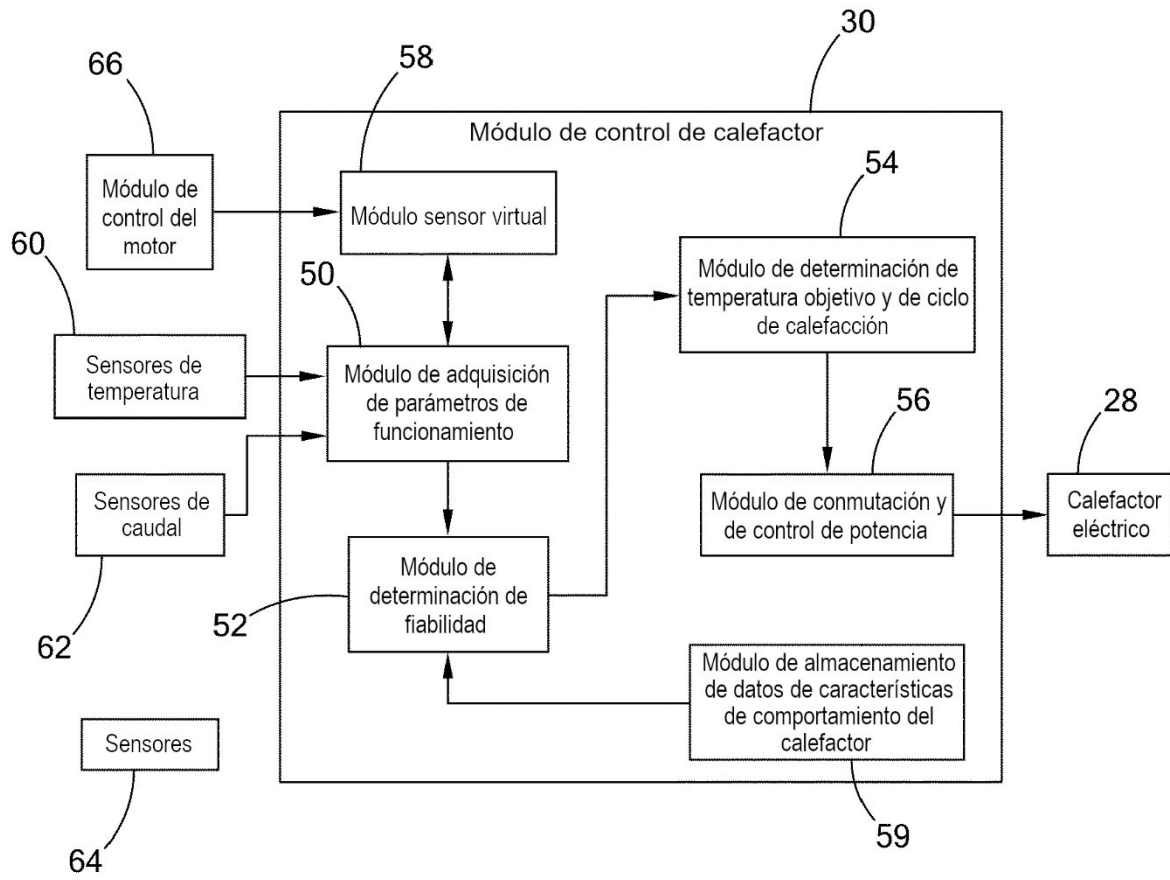 30
66
58
Módulo de control de calefactor
54
Módulo de
control del
motor
Módulo sensor virtual
60
50
Módulo de determinación de
temperatura objetivo y de ciclo
de calefacción
Sensores de
temperatura
Módulo de adquisición
de parámetros de
funcionamiento
56
28
Sensores de
caudal
Módulo de conmutación y
de control de potencia
Calefactor
eléctrico
Módulo de
determinación de
fiabilidad
52
62
Módulo de almacenamiento
de datos de características
de comportamiento del
calefactor
Sensores
59
64